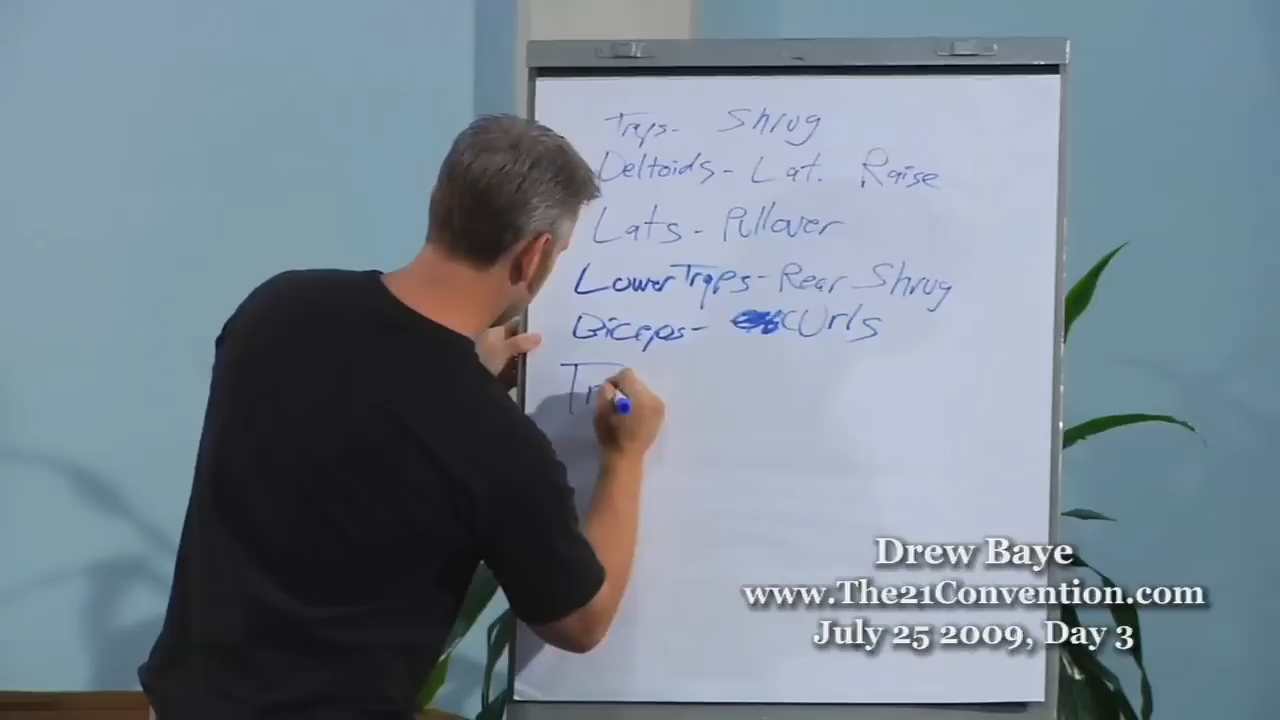 Traps- Shrug
Deltoids- Lat. Raise
Lats- Pullover
Lower Traps- Rear Shrug
Biceps- Curls
Tr
Drew Baye
www.The21Convention.com
July 25 2009, Day 3